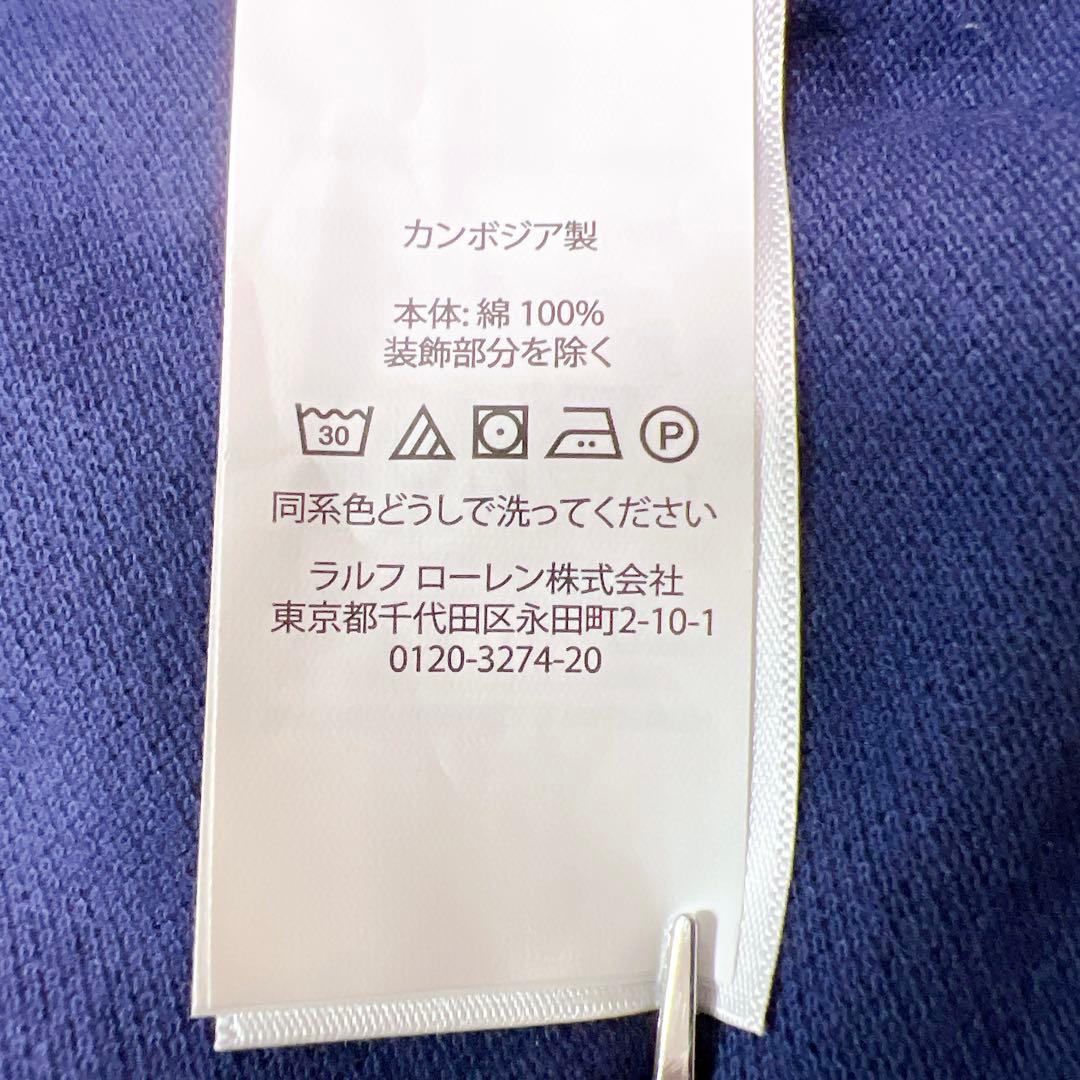 カンボジア製
本体: 綿 100%
装飾部分を除く
30 P
同系色どうしで洗ってください
ラルフ ローレン株式会社
東京都千代田区永田町2-10-1
0120-3274-20